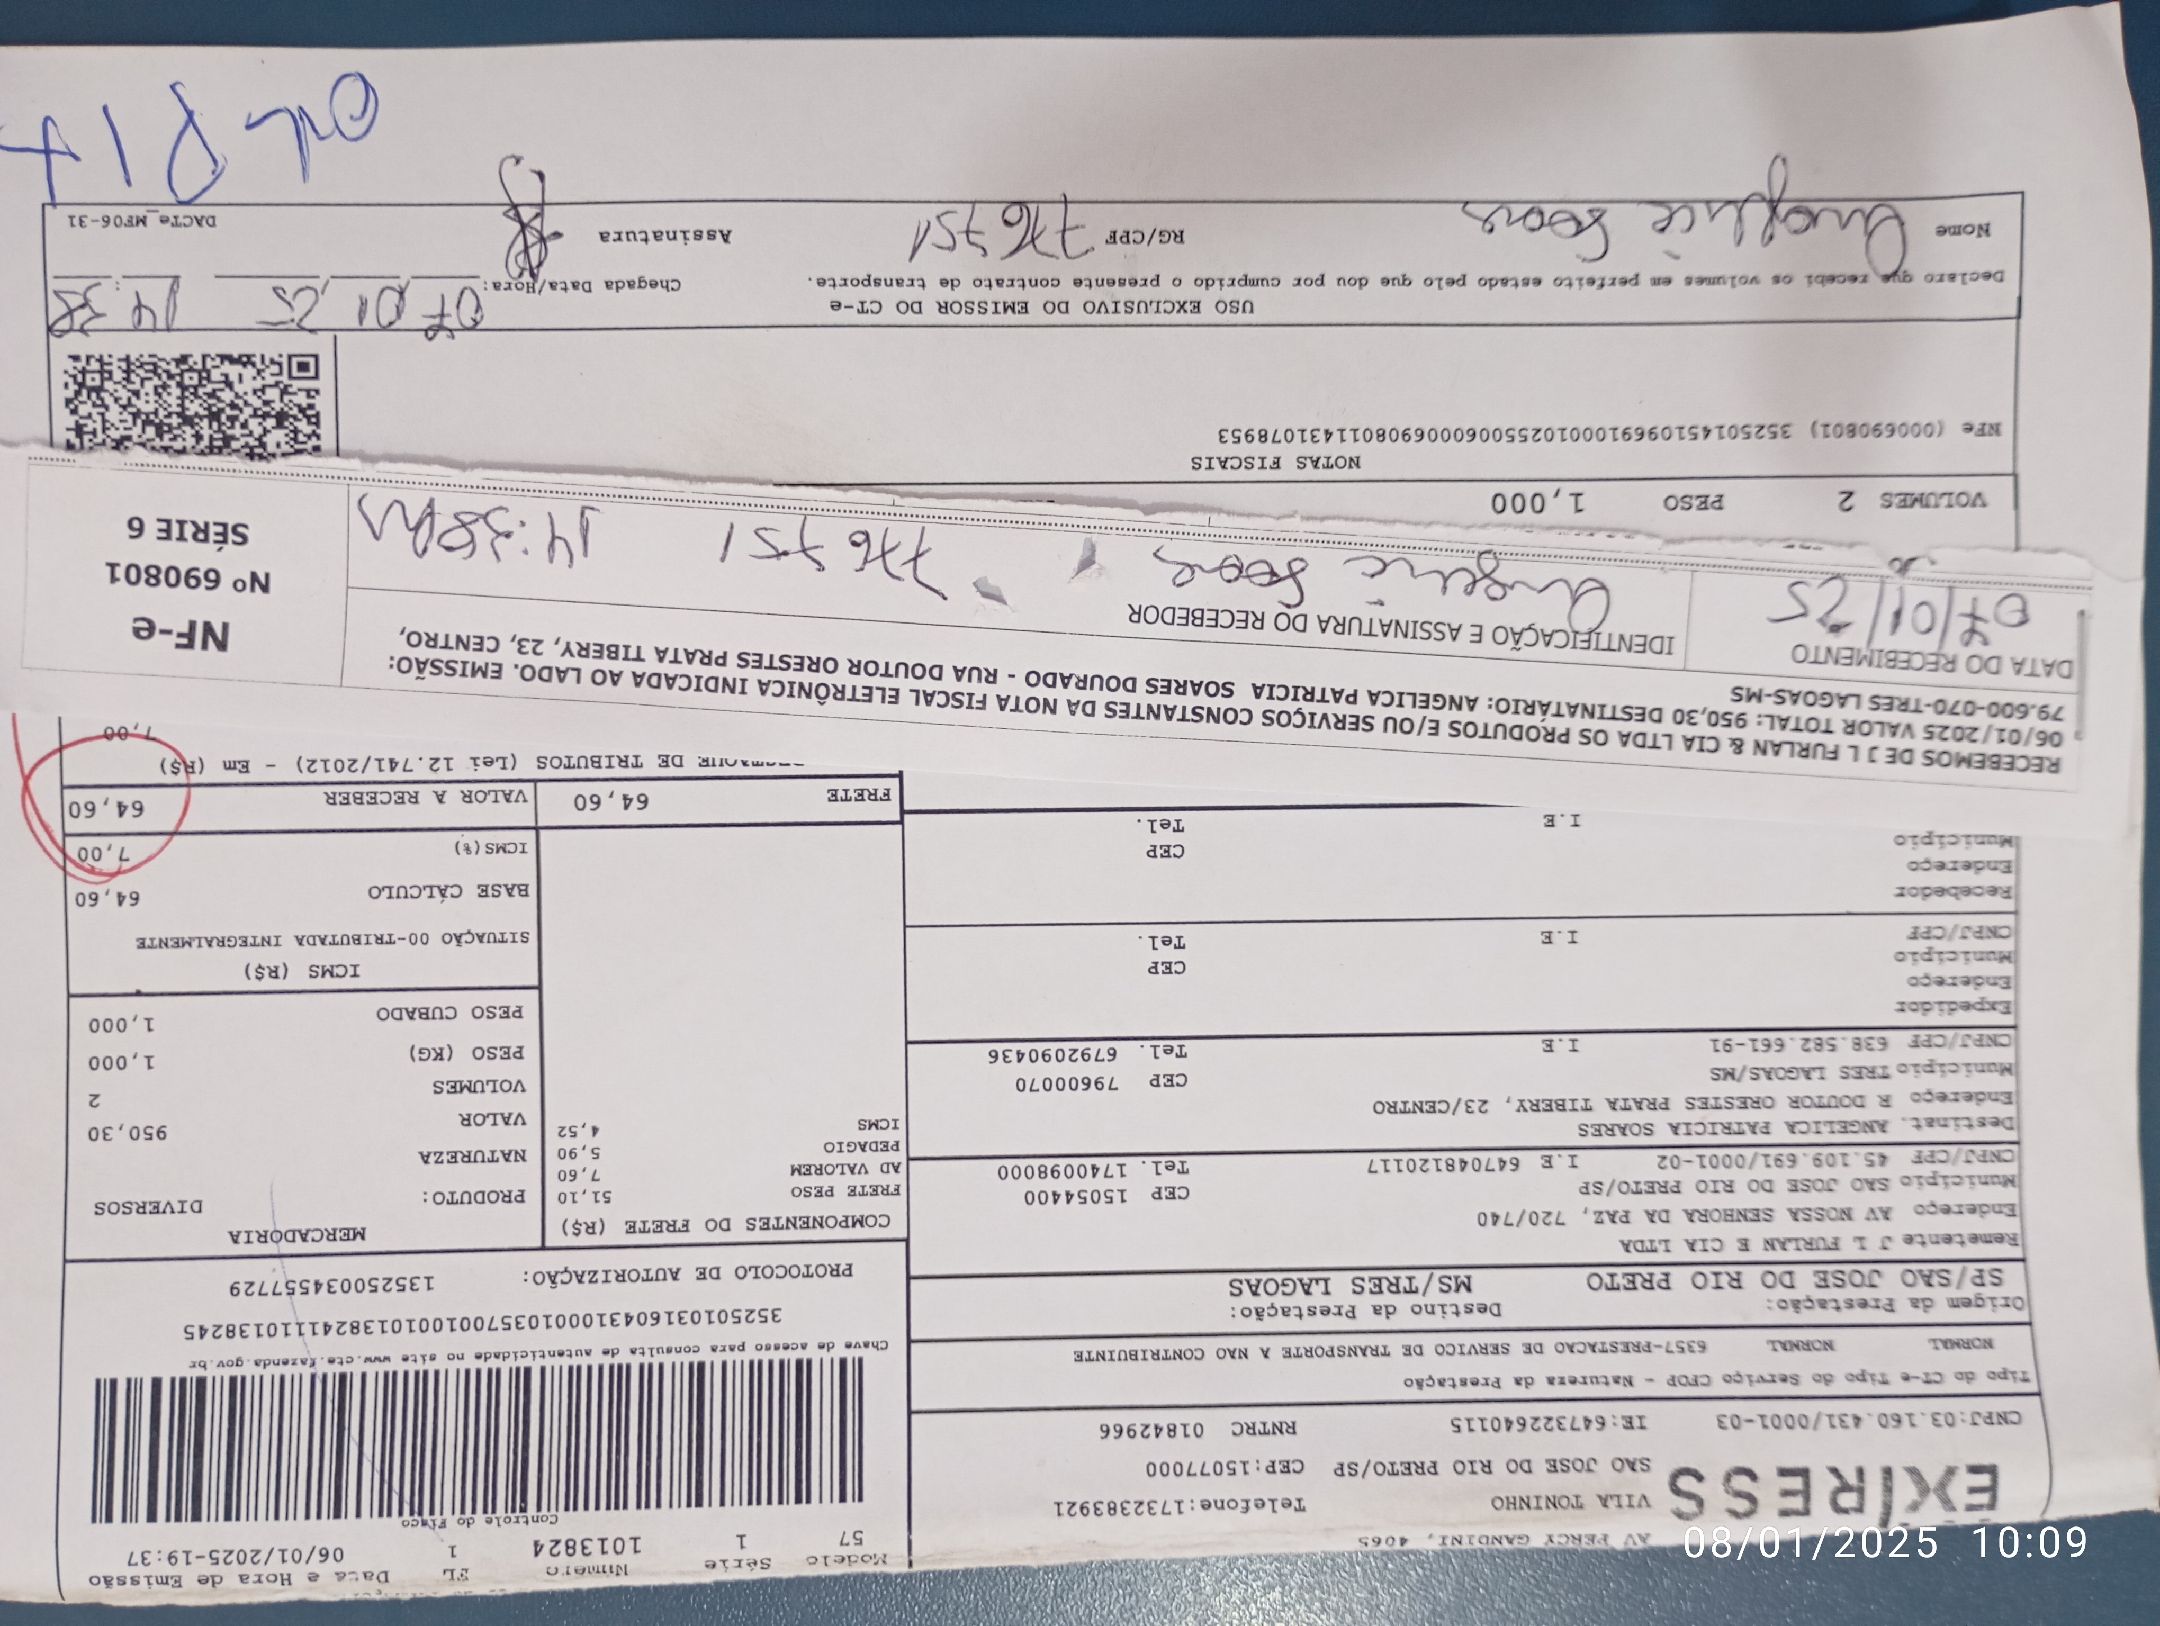 AV PERCY GANDINI, 4065
EXPRESS
VILA TONINHO Telefone:1732383921
SAO JOSE DO RIO PRETO/SP CEP:15077000
CNPJ:03.160.431/0001-03 IE:647322640115 RNTRC 01842966
Modelo Série Número FL Data e Hora de Emissão
57 1 1013824 1 06/01/2025-19:37
Controle do Fisco
Chave de acesso para consulta de autenticidade no site www.cte.fazenda.gov.br
35250103160431000103570010010138241110138245
PROTOCOLO DE AUTORIZAÇÃO: 135250034557729
Tipo do CT-e Tipo do Serviço CFOP - Natureza da Prestação
NORMAL NORMAL 6357-PRESTACAO DE SERVICO DE TRANSPORTE A NAO CONTRIBUINTE
Origem da Prestação: Destino da Prestação:
SP/SAO JOSE DO RIO PRETO MS/TRES LAGOAS
Remetente J L FURLAN E CIA LTDA
Endereço AV NOSSA SENHORA DA PAZ, 720/740
Município SAO JOSE DO RIO PRETO/SP CEP 15054400
CNPJ/CPF 45.109.691/0001-02 I.E 647048120117 Tel. 1740098000
Destinat. ANGELICA PATRICIA SOARES
Endereço R DOUTOR ORESTES PRATA TIBERY, 23/CENTRO
Município TRES LAGOAS/MS CEP 79600070
CNPJ/CPF 638.582.661-91 I.E Tel. 6792090436
Expedidor
Endereço
Município CEP
CNPJ/CPF I.E Tel.
Recebedor
Endereço
Município CEP
I.E Tel.
COMPONENTES DO FRETE (R$)
FRETE PESO 51,10
AD VALOREM 7,60
PEDAGIO 5,90
ICMS 4,52
MERCADORIA
PRODUTO: DIVERSOS
NATUREZA
VALOR 950,30
VOLUMES 2
PESO (KG) 1,000
PESO CUBADO 1,000
ICMS (R$)
SITUAÇÃO 00-TRIBUTADA INTEGRALMENTE
BASE CÁLCULO 64,60
ICMS(%) 7,00
FRETE 64,60 VALOR A RECEBER 64,60
DE TRIBUTOS (Lei 12.741/2012) - Em (R$)
7,00
RECEBEMOS DE J L FURLAN & CIA LTDA OS PRODUTOS E/OU SERVIÇOS CONSTANTES DA NOTA FISCAL ELETRÔNICA INDICADA AO LADO. EMISSÃO:
06/01/2025 VALOR TOTAL: 950,30 DESTINATÁRIO: ANGELICA PATRICIA SOARES DOURADO - RUA DOUTOR ORESTES PRATA TIBERY, 23, CENTRO,
79.600-070-TRES LAGOAS-MS
DATA DO RECEBIMENTO IDENTIFICAÇÃO E ASSINATURA DO RECEBEDOR
07/01/25 776751 14:38
NF-e
Nº 690801
SÉRIE 6
VOLUMES 2 PESO 1,000
NOTAS FISCAIS
NFe (000690801) 35250145109691000102550060006908011431078953
USO EXCLUSIVO DO EMISSOR DO CT-e
Declaro que recebi os volumes em perfeito estado pelo que dou por cumprido o presente contrato de transporte.
Chegada Data/Hora: 07 01 25 14:38
Nome RG/CPF 776751 Assinatura
DACTe_MF06-31
08/01/2025 10:09